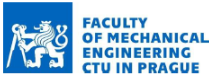 FACULTY
OF MECHANICAL
ENGINEERING
CTU IN PRAGUE